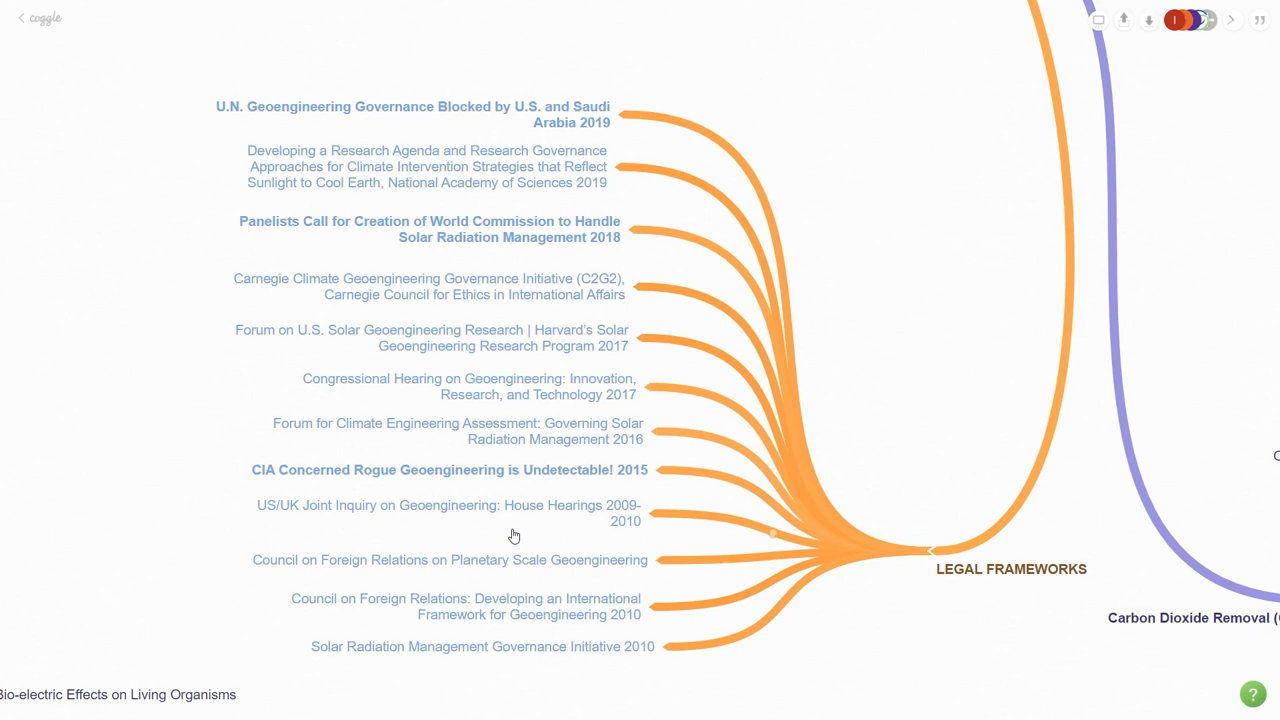 coggle
U.N. Geoengineering Governance Blocked by U.S. and Saudi
Arabia 2019
Developing a Research Agenda and Research Governance
Approaches for Climate Intervention Strategies that Reflect
Sunlight to Cool Earth, National Academy of Sciences 2019
Panelists Call for Creation of World Commission to Handle
Solar Radiation Management 2018
Carnegie Climate Geoengineering Governance Initiative (C2G2),
Carnegie Council for Ethics in International Affairs
Forum on U.S. Solar Geoengineering Research | Harvard's Solar
Geoengineering Research Program 2017
Congressional Hearing on Geoengineering: Innovation,
Research, and Technology 2017
Forum for Climate Engineering Assessment: Governing Solar
Radiation Management 2016
CIA Concerned Rogue Geoengineering is Undetectable! 2015
US/UK Joint Inquiry on Geoengineering: House Hearings 2009-
2010
Council on Foreign Relations on Planetary Scale Geoengineering
Council on Foreign Relations: Developing an International
Framework for Geoengineering 2010
Solar Radiation Management Governance Initiative 2010
LEGAL FRAMEWORKS
Carbon Dioxide Removal (
Bio-electric Effects on Living Organisms
?